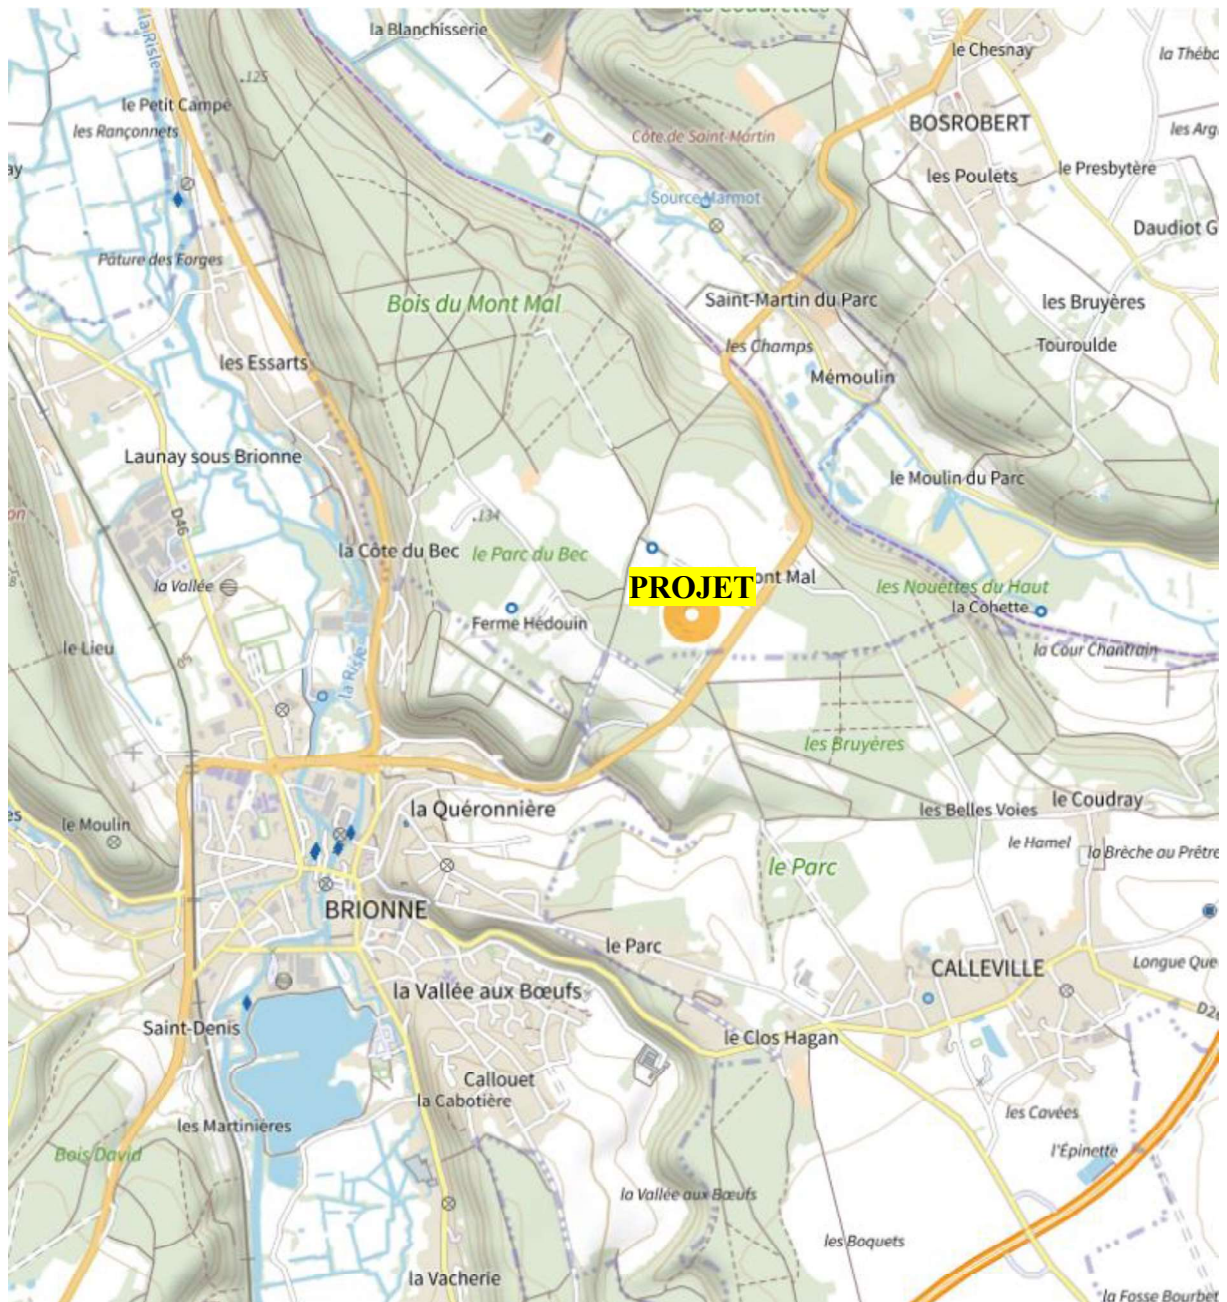 les Coudrettes
la Blanchisserie
la Risle
le Chesnay
.125
le Petit Campe
les Rançonnets
Côte de Saint-Martin
BOSROBERT
le Presbytère
les Poulets
Source Marmot
Pâture des Forges
Bois du Mont Mal
Saint-Martin du Parc
les Bruyères
les Champs
Touroulde
les Essarts
Mémoulin
Launay sous Brionne
le Moulin du Parc
D46
.134
la Côte du Bec
le Parc du Bec
la Vallée
PROJET
ont Mal
les Nouettes du Haut
la Cohette
Ferme Hédouin
le Lieu
la Risle
la Cour Chantrain
les Bruyères
la Quéronnière
les Belles Voies
le Coudray
le Moulin
le Hamel
la Brèche au Prêtre
le Parc
BRIONNE
le Parc
CALLEVILLE
Longue Que
la Vallée aux Bœufs
Saint-Denis
le Clos Hagan
Callouet
la Cabotière
les Martinières
les Cavées
Bois David
l'Épinette
la Vallée aux Bœufs
les Boquets
la Vacherie
la Fosse Bourbet